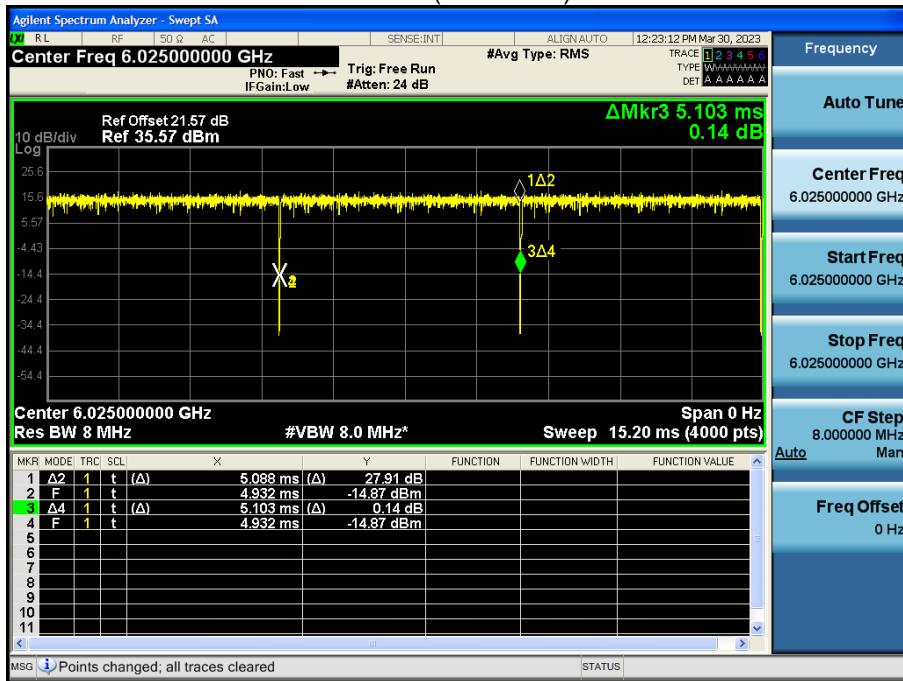 Agilent Spectrum Analyzer - Swept SA
LXI RL RF 50 Ω AC SENSE:INT ALIGN AUTO 12:23:12 PM Mar 30, 2023
Center Freq 6.025000000 GHz
PNO: Fast
IFGain:Low
Trig: Free Run
#Atten: 24 dB
#Avg Type: RMS
TRACE 1 2 3 4 5 6
TYPE WWWWWW
DET A A A A A A
Frequency
Auto Tune
Center Freq
6.025000000 GHz
Start Freq
6.025000000 GHz
Stop Freq
6.025000000 GHz
CF Step
8.000000 MHz
Auto Man
Freq Offset
0 Hz
Ref Offset 21.57 dB
10 dB/div Ref 35.57 dBm
Log
ΔMkr3 5.103 ms
0.14 dB
25.6
15.6
5.57
-4.43
-14.4
-24.4
-34.4
-44.4
-54.4
1Δ2
3Δ4
2
Center 6.025000000 GHz Span 0 Hz
Res BW 8 MHz #VBW 8.0 MHz* Sweep 15.20 ms (4000 pts)
MKR MODE TRC SCL X Y FUNCTION FUNCTION WIDTH FUNCTION VALUE
1 Δ2 1 t (Δ) 5.088 ms (Δ) 27.91 dB
2 F 1 t 4.932 ms -14.87 dBm
3 Δ4 1 t (Δ) 5.103 ms (Δ) 0.14 dB
4 F 1 t 4.932 ms -14.87 dBm
5
6
7
8
9
10
11
MSG Points changed; all traces cleared STATUS